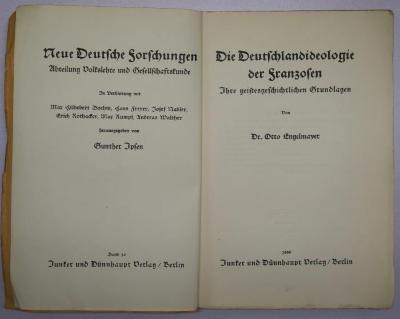 Neue Deutsche Forschungen
Abteilung Volkslehre und Gesellschaftskunde
In Verbindung mit
Max Hildebert Boehm, Hans Freyer, Josef Nadler,
Erich Rothacker, Max Rumpf, Andreas Walther
herausgegeben von
Gunther Ipsen
Junker und Dünnhaupt Verlag / Berlin
Die Deutschlandideologie
der Franzosen
Ihre geistesgeschichtlichen Grundlagen
Von
Dr. Otto Engelmayer
1936
Junker und Dünnhaupt Verlag / Berlin